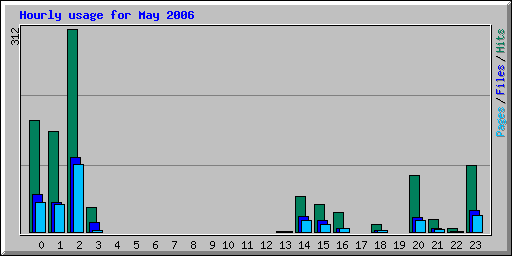 Hourly usage for May 2006
312
Pages/Files/Hits
0 1 2 3 4 5 6 7 8 9 10 11 12 13 14 15 16 17 18 19 20 21 22 23